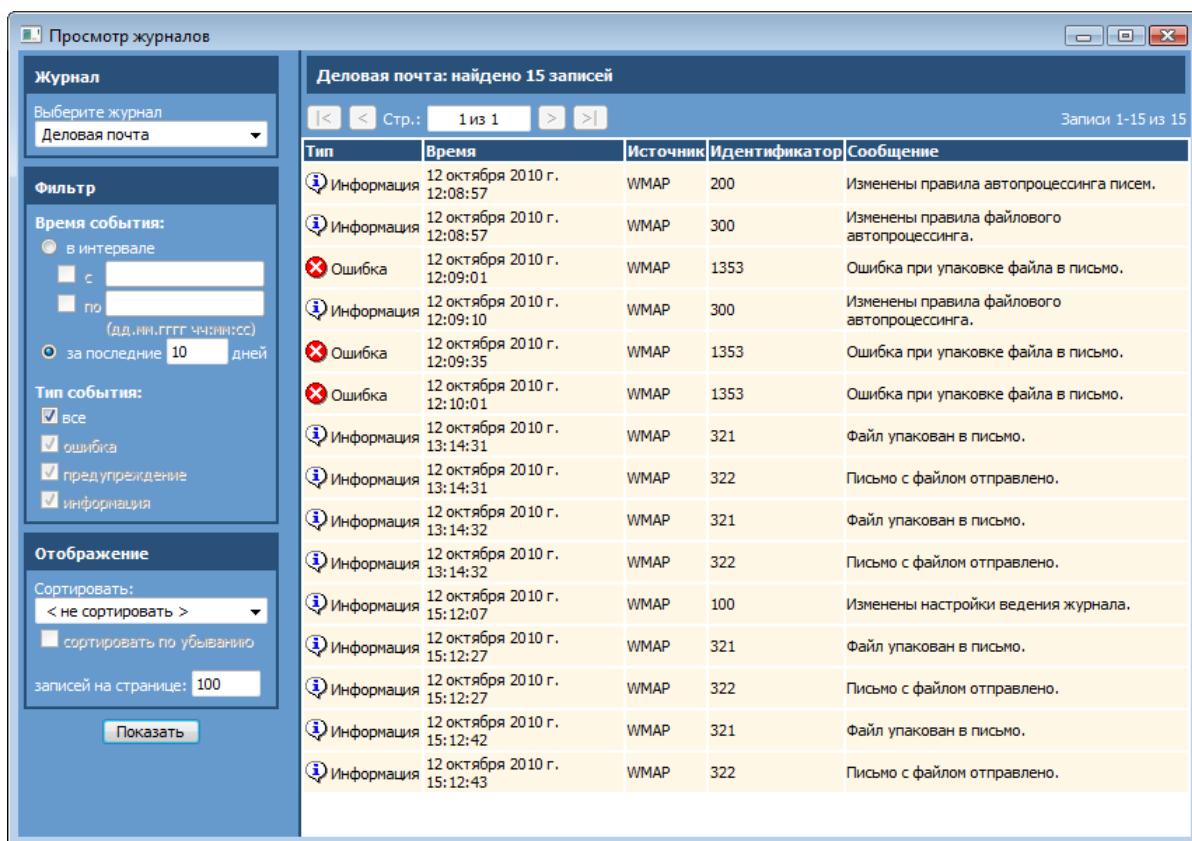 Просмотр журналов
Журнал
Выберите журнал
Деловая почта
Фильтр
Время события:
в интервале
с
по
(дд.мм.гггг чч:мм:сс)
за последние 10 дней
Тип события:
все
ошибка
предупреждение
информация
Отображение
Сортировать:
< не сортировать >
сортировать по убыванию
записей на странице: 100
Показать
Деловая почта: найдено 15 записей
|< < Стр.: 1 из 1 > >| Записи 1-15 из 15
Тип Время Источник Идентификатор Сообщение
Информация 12 октября 2010 г. 12:08:57 WMAP 200 Изменены правила автопроцессинга писем.
Информация 12 октября 2010 г. 12:08:57 WMAP 300 Изменены правила файлового автопроцессинга.
Ошибка 12 октября 2010 г. 12:09:01 WMAP 1353 Ошибка при упаковке файла в письмо.
Информация 12 октября 2010 г. 12:09:10 WMAP 300 Изменены правила файлового автопроцессинга.
Ошибка 12 октября 2010 г. 12:09:35 WMAP 1353 Ошибка при упаковке файла в письмо.
Ошибка 12 октября 2010 г. 12:10:01 WMAP 1353 Ошибка при упаковке файла в письмо.
Информация 12 октября 2010 г. 13:14:31 WMAP 321 Файл упакован в письмо.
Информация 12 октября 2010 г. 13:14:31 WMAP 322 Письмо с файлом отправлено.
Информация 12 октября 2010 г. 13:14:32 WMAP 321 Файл упакован в письмо.
Информация 12 октября 2010 г. 13:14:32 WMAP 322 Письмо с файлом отправлено.
Информация 12 октября 2010 г. 15:12:07 WMAP 100 Изменены настройки ведения журнала.
Информация 12 октября 2010 г. 15:12:27 WMAP 321 Файл упакован в письмо.
Информация 12 октября 2010 г. 15:12:27 WMAP 322 Письмо с файлом отправлено.
Информация 12 октября 2010 г. 15:12:42 WMAP 321 Файл упакован в письмо.
Информация 12 октября 2010 г. 15:12:43 WMAP 322 Письмо с файлом отправлено.